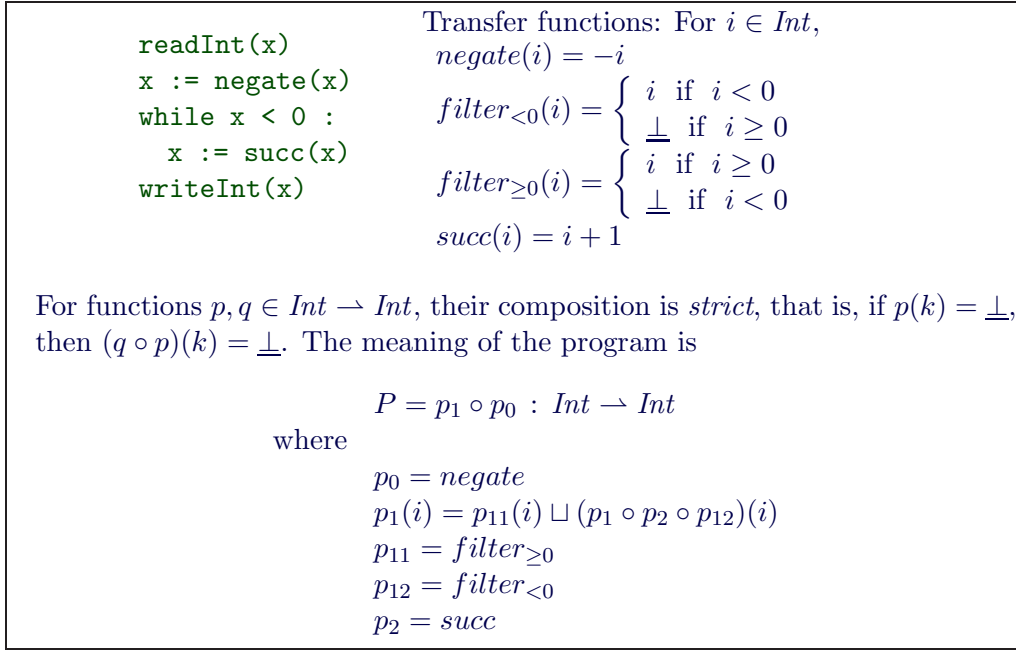 readInt(x)
x := negate(x)
while x < 0 :
x := succ(x)
writeInt(x)
Transfer functions: For i ∈ Int,
negate(i) = −i
filter<0(i) = { i if i < 0
⊥ if i ≥ 0
filter≥0(i) = { i if i ≥ 0
⊥ if i < 0
succ(i) = i + 1
For functions p, q ∈ Int ⇀ Int, their composition is strict, that is, if p(k) = ⊥,
then (q ∘ p)(k) = ⊥. The meaning of the program is
P = p₁ ∘ p₀ : Int ⇀ Int
where
p₀ = negate
p₁(i) = p₁₁(i) ⊔ (p₁ ∘ p₂ ∘ p₁₂)(i)
p₁₁ = filter≥0
p₁₂ = filter<0
p₂ = succ